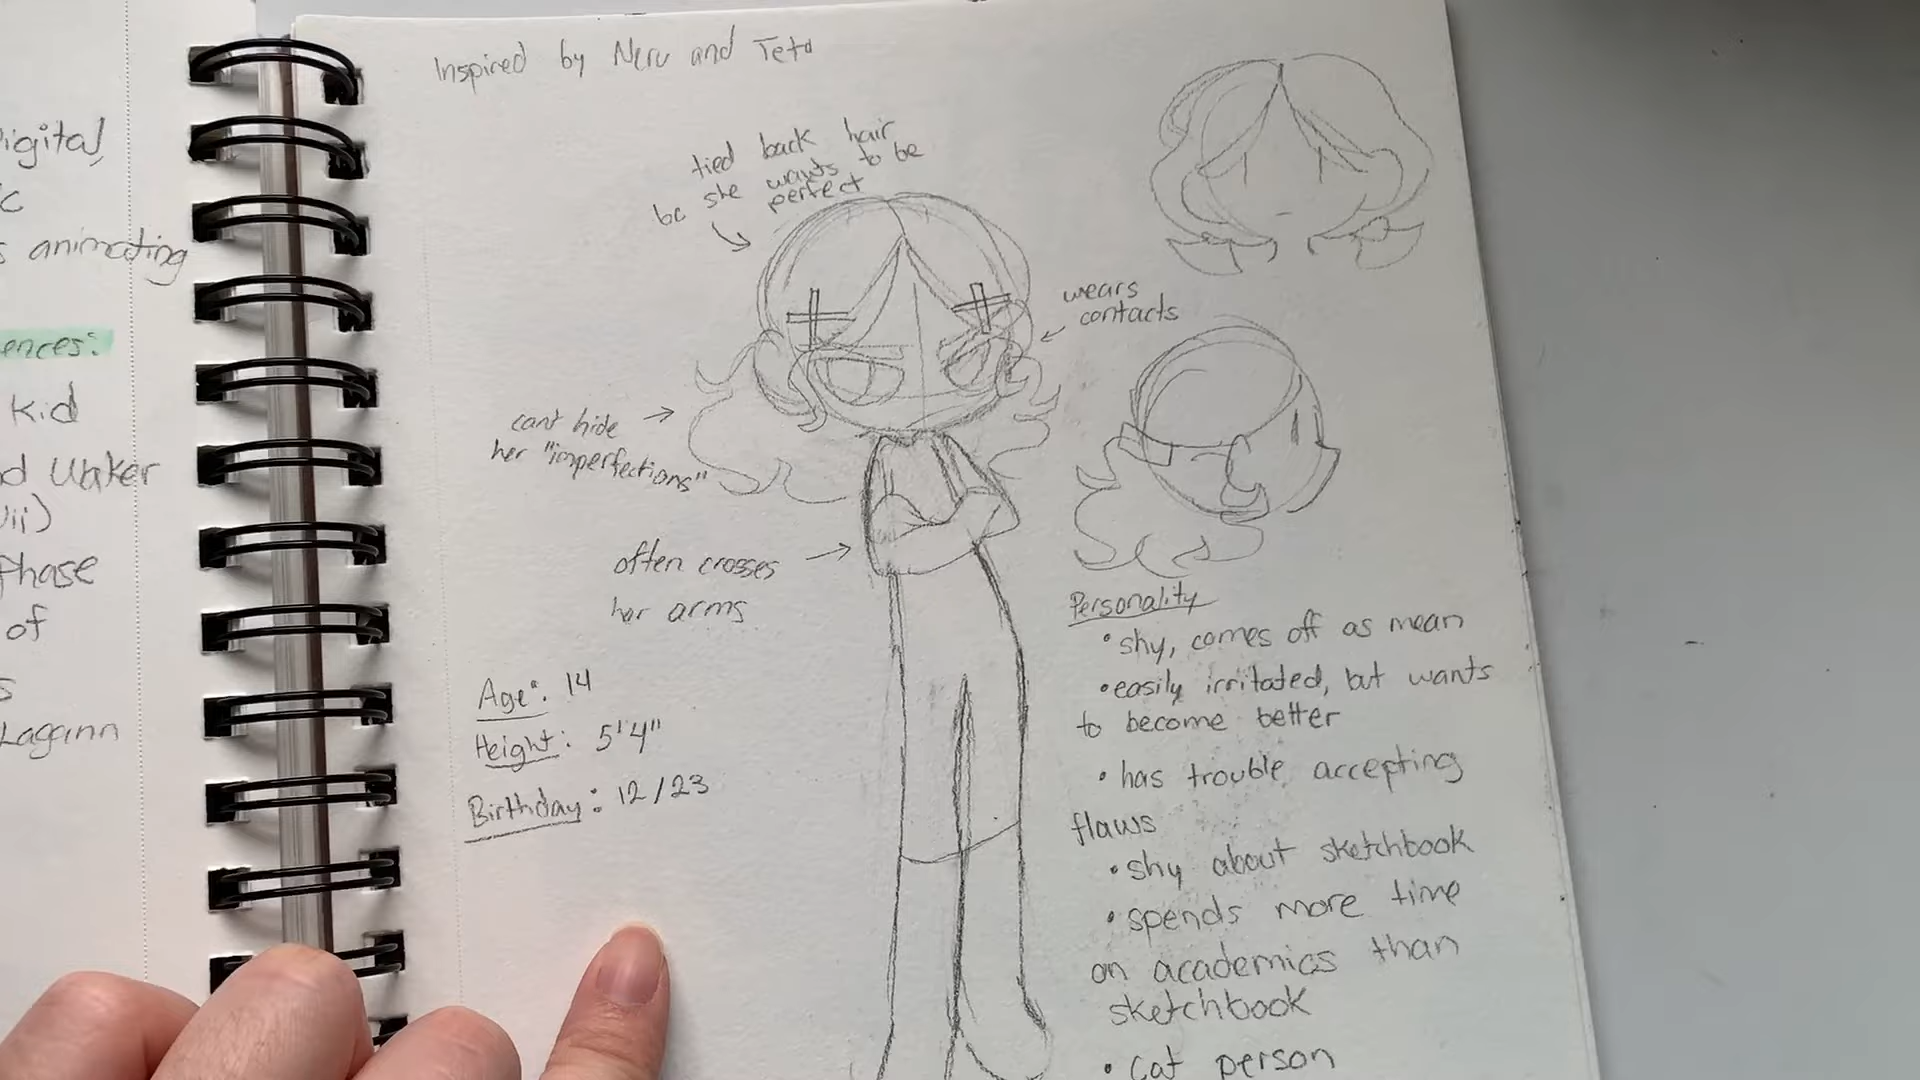 igital,
c
s animating
ences:
kid
d Waker
ii)
Phase
of
s
Lagann
Inspired by Neru and Teto
tied back hair
bc she wants to be
perfect
wears
contacts
cant hide
her "imperfections"
often crosses
her arms
Age: 14
Height: 5'4"
Birthday: 12/23
Personality
• shy, comes off as mean
• easily irritated, but wants
to become better
• has trouble accepting
flaws
• shy about sketchbook
• spends more time
on academics than
sketchbook
• cat person